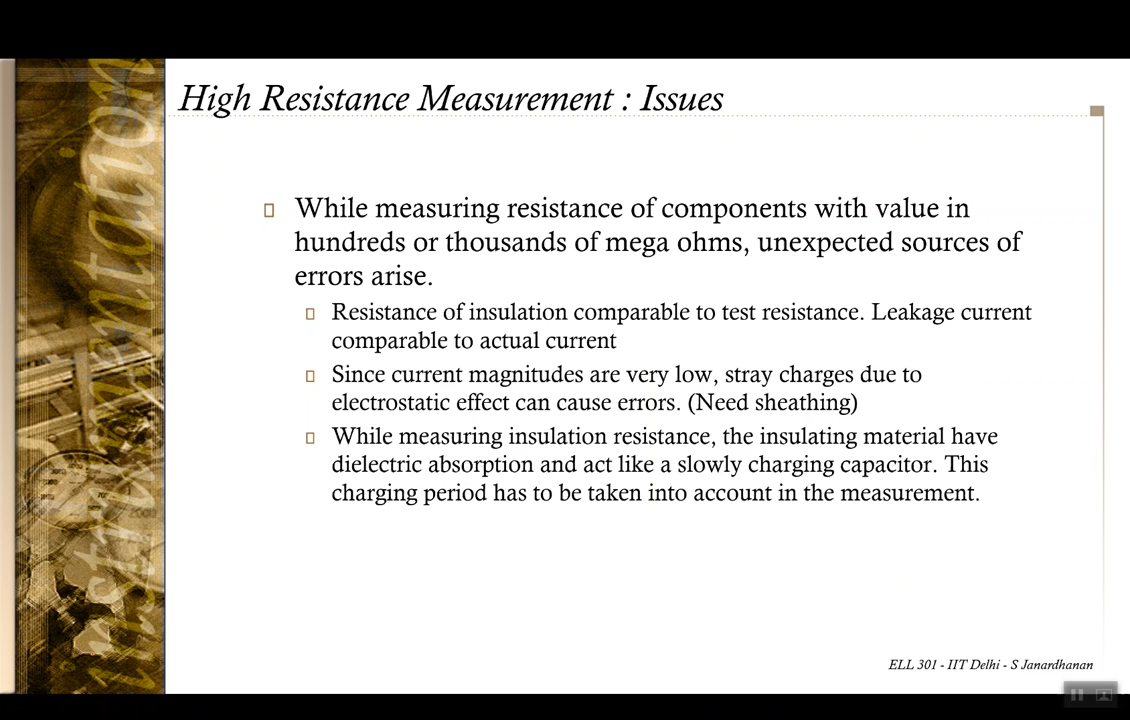 High Resistance Measurement : Issues
While measuring resistance of components with value in
hundreds or thousands of mega ohms, unexpected sources of
errors arise.
Resistance of insulation comparable to test resistance. Leakage current
comparable to actual current
Since current magnitudes are very low, stray charges due to
electrostatic effect can cause errors. (Need sheathing)
While measuring insulation resistance, the insulating material have
dielectric absorption and act like a slowly charging capacitor. This
charging period has to be taken into account in the measurement.
ELL 301 - IIT Delhi - S Janardhanan